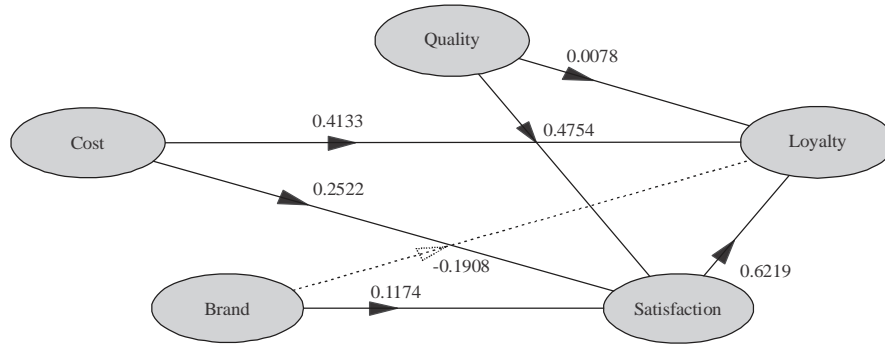 Quality
0.0078
0.4133
0.4754
Cost
Loyalty
0.2522
-0.1908
0.6219
0.1174
Brand
Satisfaction